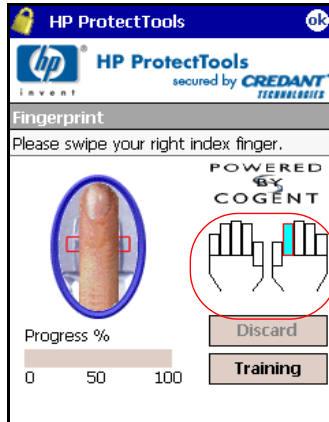 HP ProtectTools
ok
hp
HP ProtectTools
invent
secured by CREDANT
TECHNOLOGIES
Fingerprint
Please swipe your right index finger.
POWERED
BY
COGENT
Progress %
0 50 100
Discard
Training